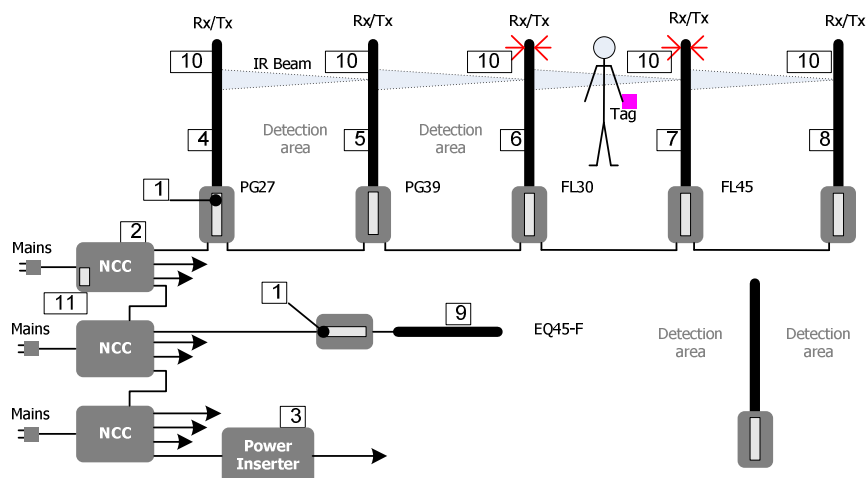 Rx/Tx Rx/Tx Rx/Tx Rx/Tx Rx/Tx
10 IR Beam 10 10 10 10
Tag
4 Detection area 5 Detection area 6 7 8
1 PG27 PG39 FL30 FL45
2
Mains NCC
11
1 9
Mains NCC EQ45-F
Detection area Detection area
Mains NCC
3
Power
Inserter